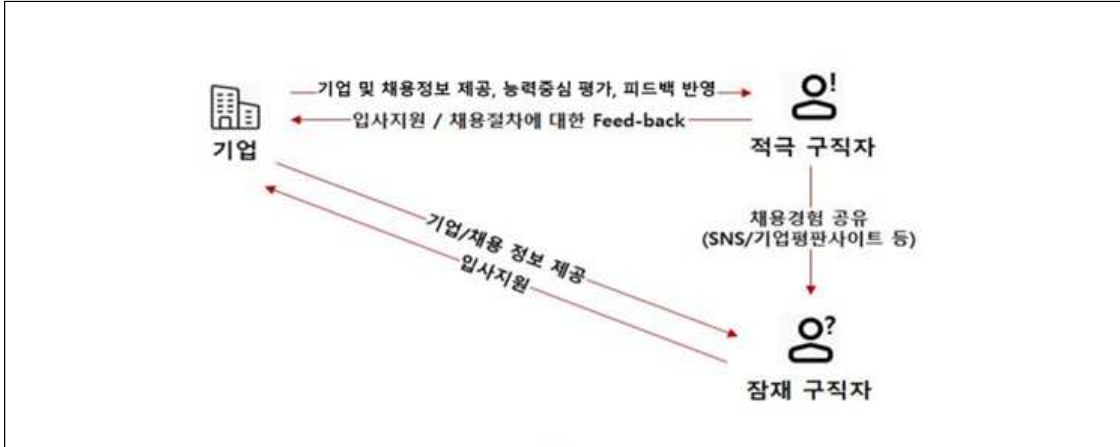 기업 및 채용정보 제공, 능력중심 평가, 피드백 반영
입사지원 / 채용절차에 대한 Feed-back
기업
!
적극 구직자
채용경험 공유
(SNS/기업평판사이트 등)
기업/채용 정보 제공
입사지원
?
잠재 구직자